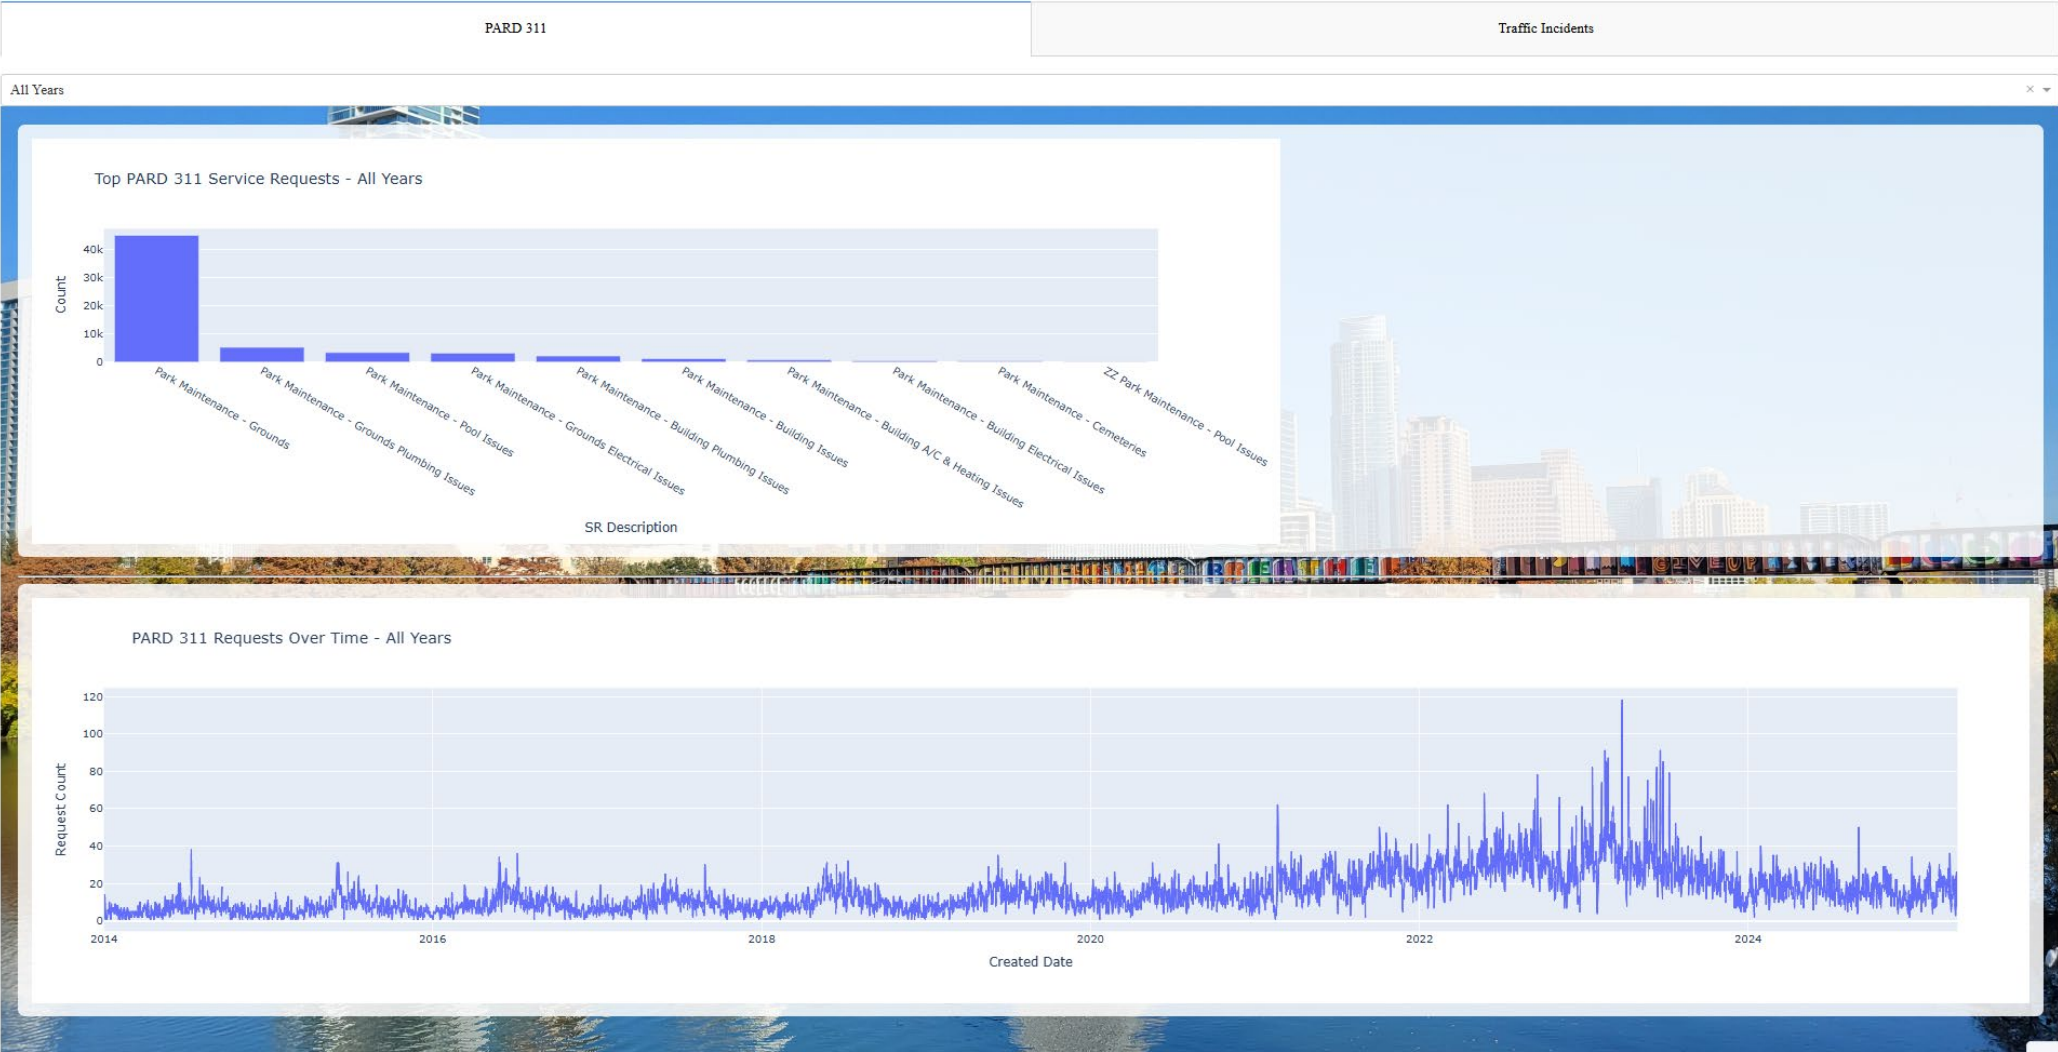 PARD 311
Traffic Incidents
All Years
Top PARD 311 Service Requests - All Years
Count
40k
30k
20k
10k
0
Park Maintenance - Grounds
Park Maintenance - Grounds Plumbing Issues
Park Maintenance - Pool Issues
Park Maintenance - Grounds Electrical Issues
Park Maintenance - Building Plumbing Issues
Park Maintenance - Building Issues
Park Maintenance - Building A/C & Heating Issues
Park Maintenance - Building Electrical Issues
Park Maintenance - Cemeteries
ZZ Park Maintenance - Pool Issues
SR Description
PARD 311 Requests Over Time - All Years
Request Count
120
100
80
60
40
20
0
2014
2016
2018
2020
2022
2024
Created Date